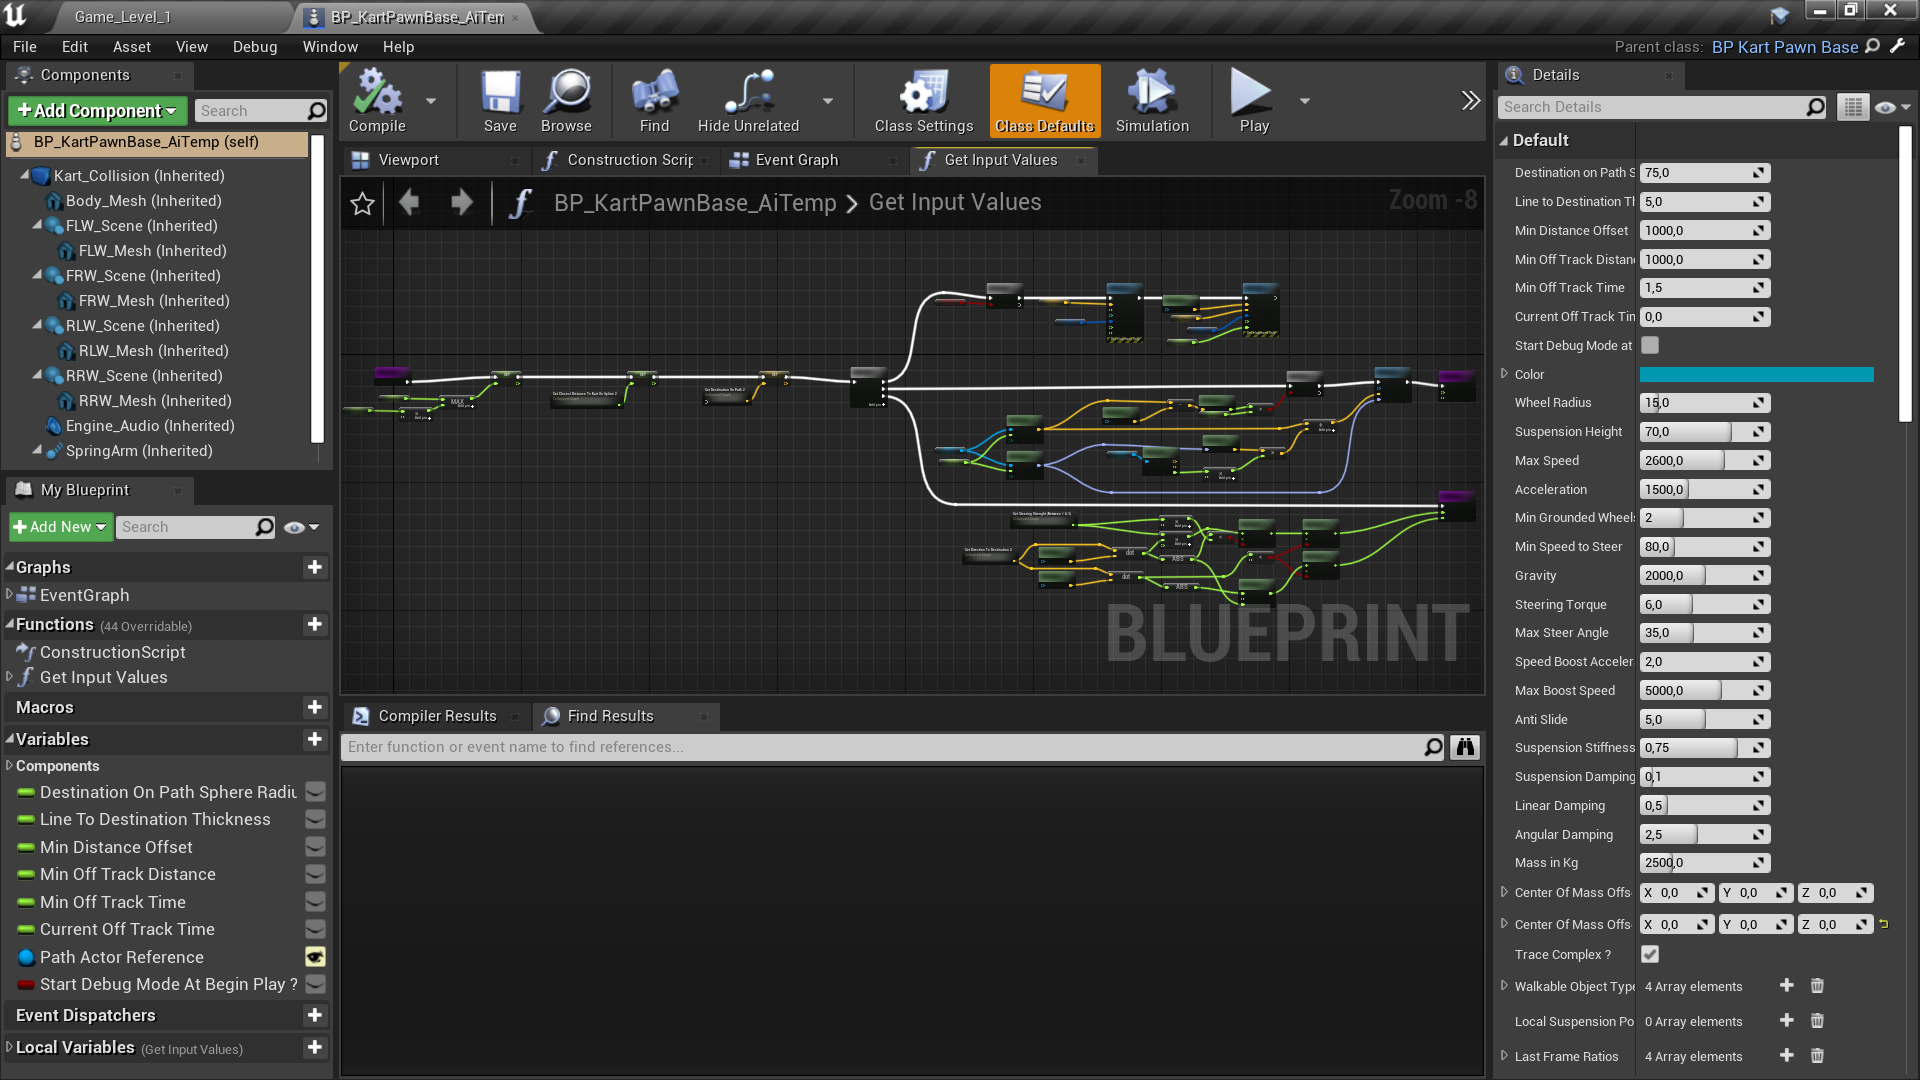 Game_Level_1
BP_KartPawnBase_AiTen
File Edit Asset View Debug Window Help
Parent class: BP Kart Pawn Base
Components
Add Component
Search
BP_KartPawnBase_AiTemp (self)
Kart_Collision (Inherited)
Body_Mesh (Inherited)
FLW_Scene (Inherited)
FLW_Mesh (Inherited)
FRW_Scene (Inherited)
FRW_Mesh (Inherited)
RLW_Scene (Inherited)
RLW_Mesh (Inherited)
RRW_Scene (Inherited)
RRW_Mesh (Inherited)
Engine_Audio (Inherited)
SpringArm (Inherited)
My Blueprint
Add New
Search
Graphs
EventGraph
Functions (44 Overridable)
ConstructionScript
Get Input Values
Macros
Variables
Components
Destination On Path Sphere Radiu
Line To Destination Thickness
Min Distance Offset
Min Off Track Distance
Min Off Track Time
Current Off Track Time
Path Actor Reference
Start Debug Mode At Begin Play ?
Event Dispatchers
Local Variables (Get Input Values)
Compile Save Browse Find Hide Unrelated Class Settings Class Defaults Simulation Play
Viewport Construction Scrip Event Graph Get Input Values
BP_KartPawnBase_AiTemp > Get Input Values
Zoom -8
MAX
dot
ABS
dot
ABS
BLUEPRINT
Compiler Results
Find Results
Enter function or event name to find references...
Details
Search Details
Default
Destination on Path S 75,0
Line to Destination Tl 5,0
Min Distance Offset 1000,0
Min Off Track Distan 1000,0
Min Off Track Time 1,5
Current Off Track Tin 0,0
Start Debug Mode at
Color
Wheel Radius 15,0
Suspension Height 70,0
Max Speed 2600,0
Acceleration 1500,0
Min Grounded Wheels 2
Min Speed to Steer 80,0
Gravity 2000,0
Steering Torque 6,0
Max Steer Angle 35,0
Speed Boost Acceler 2,0
Max Boost Speed 5000,0
Anti Slide 5,0
Suspension Stiffness 0,75
Suspension Damping 0,1
Linear Damping 0,5
Angular Damping 2,5
Mass in Kg 2500,0
Center Of Mass Offs X 0,0 Y 0,0 Z 0,0
Center Of Mass Offs X 0,0 Y 0,0 Z 0,0
Trace Complex ?
Walkable Object Type 4 Array elements
Local Suspension Po 0 Array elements
Last Frame Ratios 4 Array elements